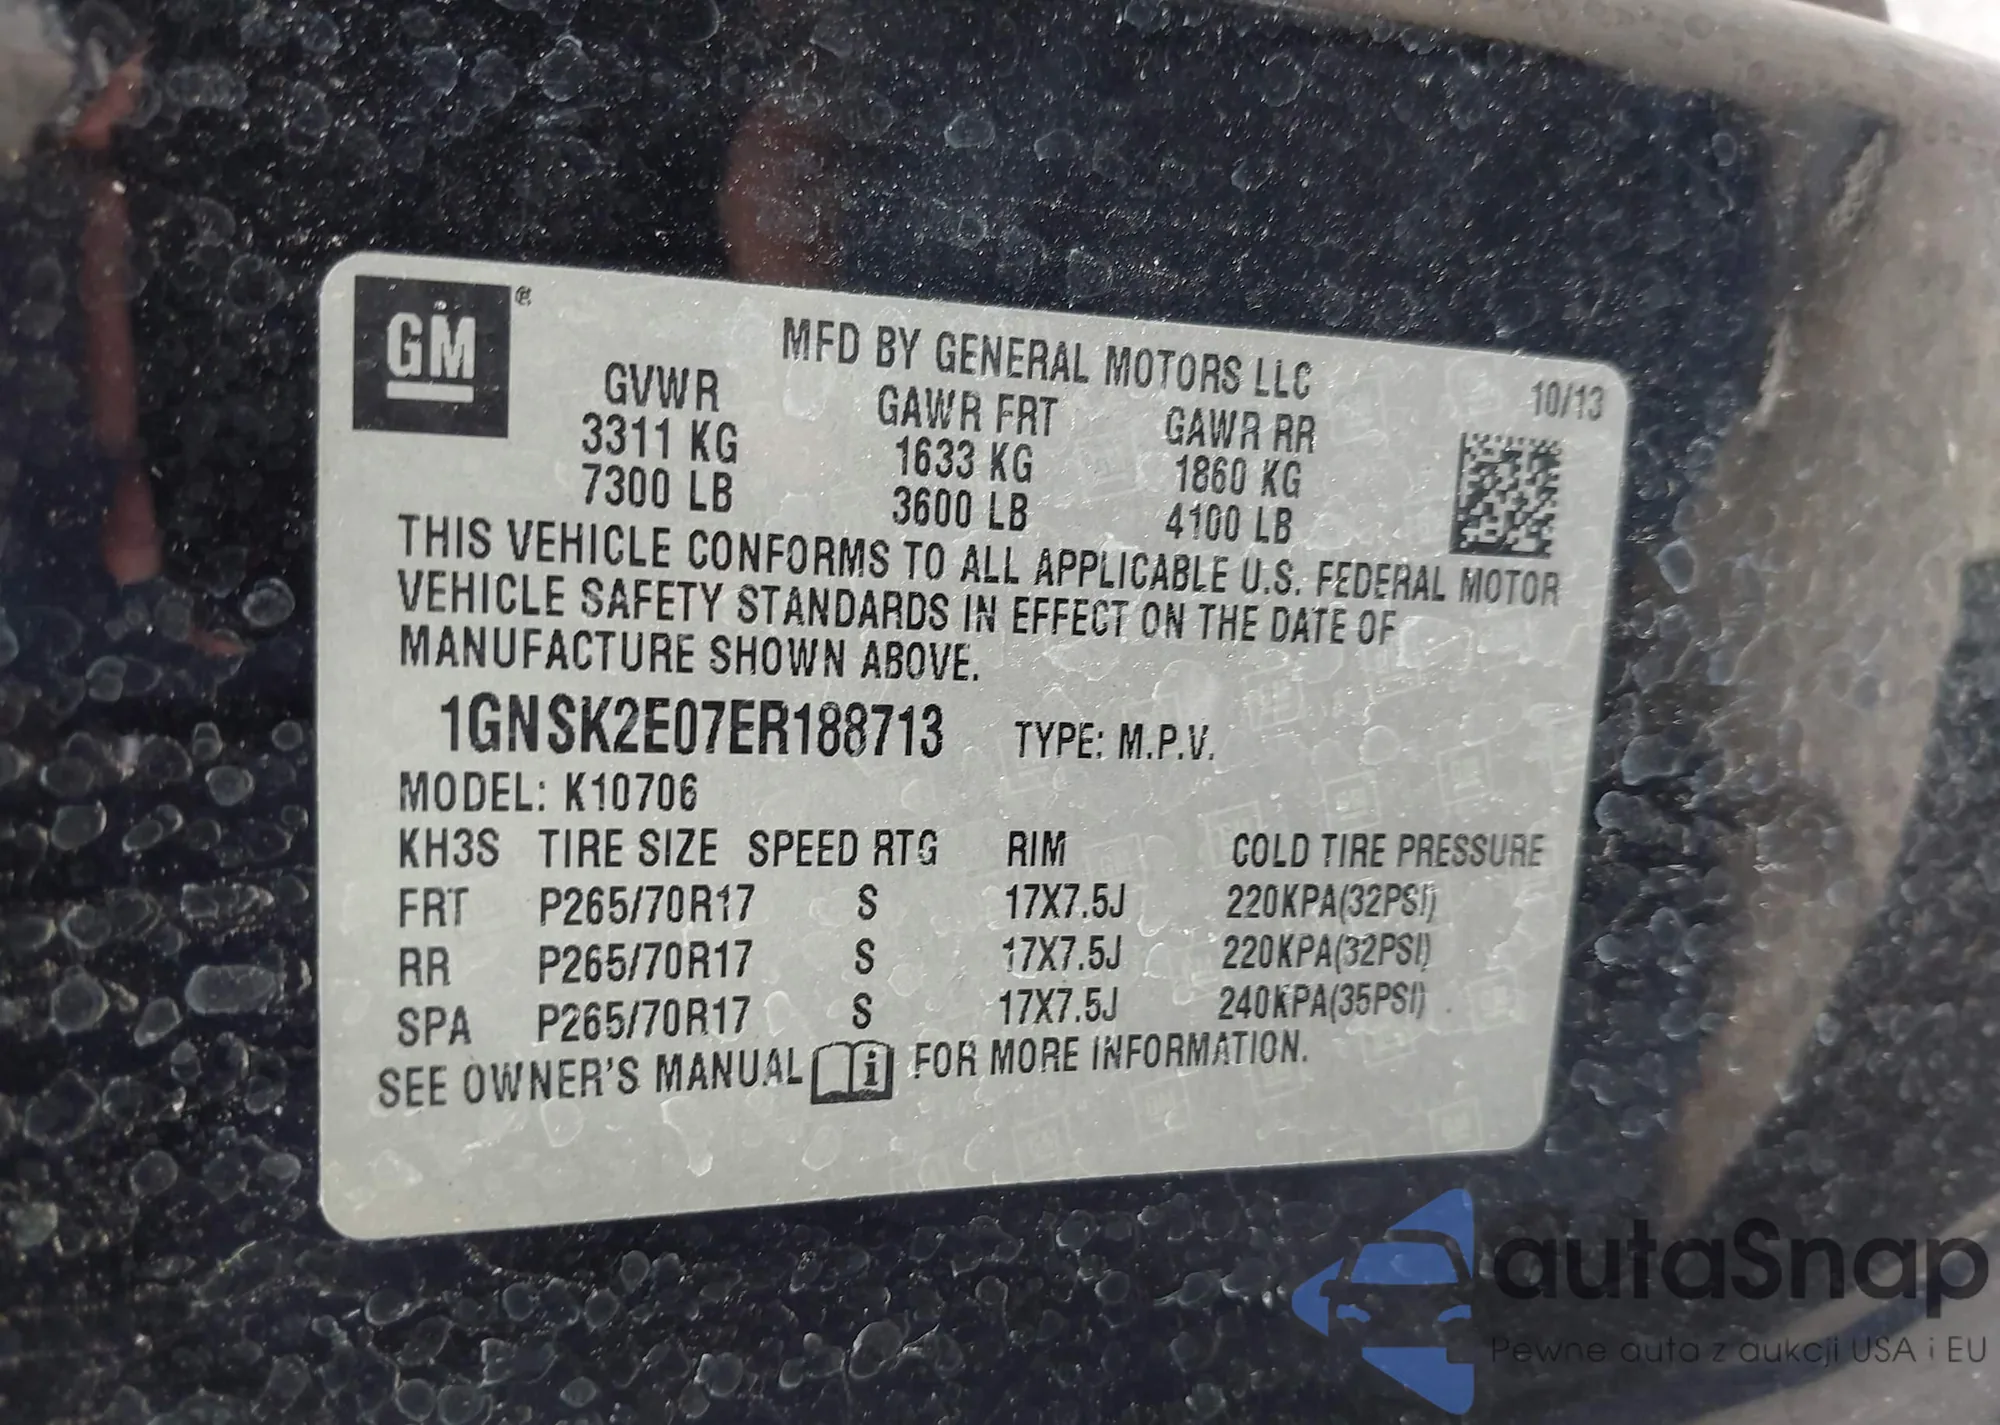 GM ®
MFD BY GENERAL MOTORS LLC
10/13
GVWR GAWR FRT GAWR RR
3311 KG 1633 KG 1860 KG
7300 LB 3600 LB 4100 LB
THIS VEHICLE CONFORMS TO ALL APPLICABLE U.S. FEDERAL MOTOR
VEHICLE SAFETY STANDARDS IN EFFECT ON THE DATE OF
MANUFACTURE SHOWN ABOVE.
1GNSK2E07ER188713 TYPE: M.P.V.
MODEL: K10706
KH3S TIRE SIZE SPEED RTG RIM COLD TIRE PRESSURE
FRT P265/70R17 S 17X7.5J 220KPA(32PSI)
RR P265/70R17 S 17X7.5J 220KPA(32PSI)
SPA P265/70R17 S 17X7.5J 240KPA(35PSI)
SEE OWNER'S MANUAL i FOR MORE INFORMATION.
autaSnap
Pewne auta z aukcji USA i EU